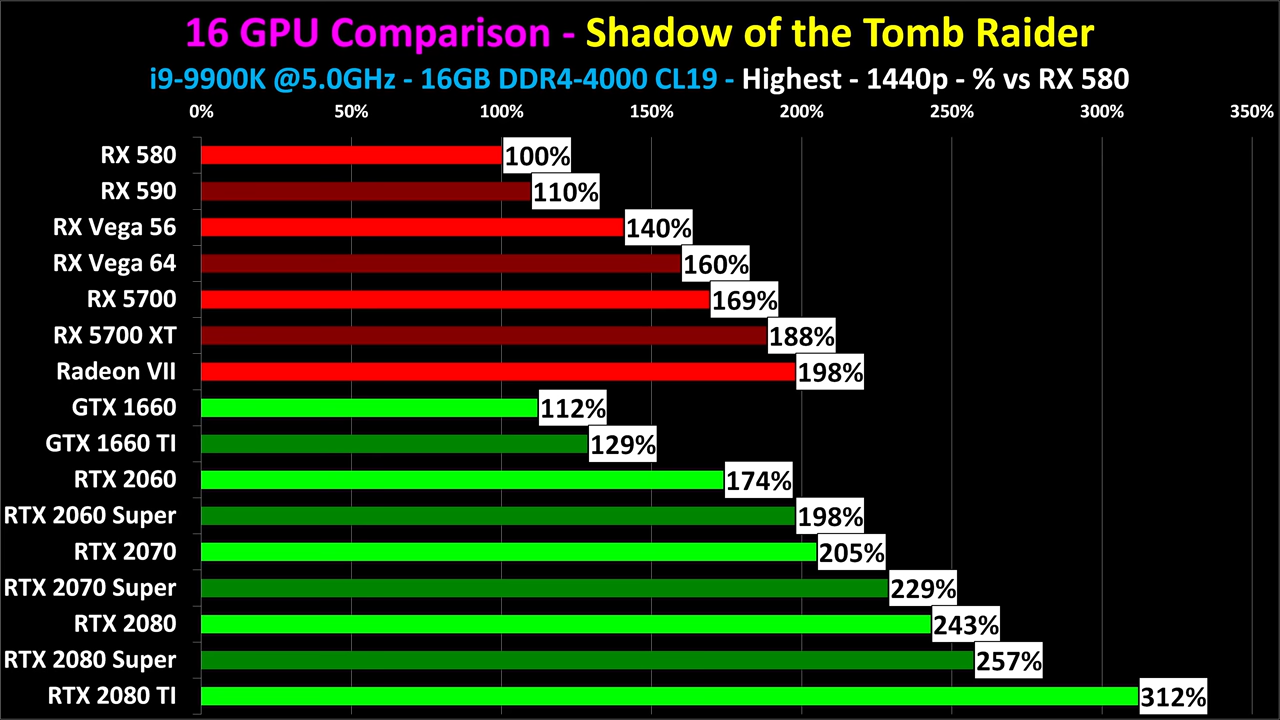 16 GPU Comparison - Shadow of the Tomb Raider
i9-9900K @5.0GHz - 16GB DDR4-4000 CL19 - Highest - 1440p - % vs RX 580
0% 50% 100% 150% 200% 250% 300% 350%
RX 580 100%
RX 590 110%
RX Vega 56 140%
RX Vega 64 160%
RX 5700 169%
RX 5700 XT 188%
Radeon VII 198%
GTX 1660 112%
GTX 1660 TI 129%
RTX 2060 174%
RTX 2060 Super 198%
RTX 2070 205%
RTX 2070 Super 229%
RTX 2080 243%
RTX 2080 Super 257%
RTX 2080 TI 312%